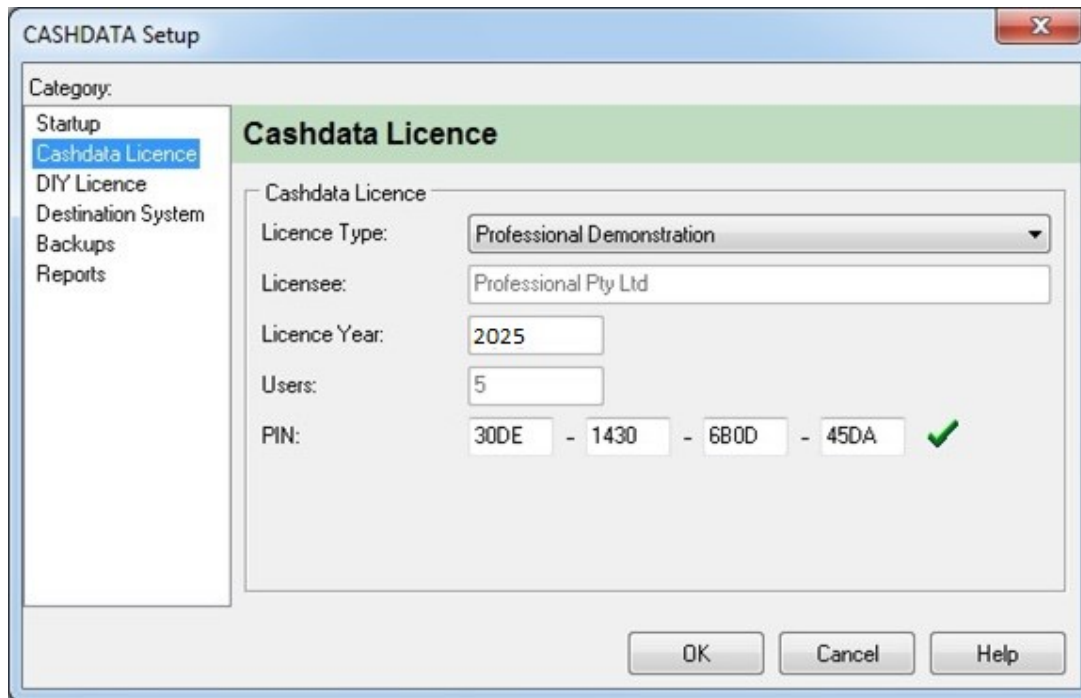 CASHDATA Setup
Category:
Startup
Cashdata Licence
DIY Licence
Destination System
Backups
Reports
Cashdata Licence
Cashdata Licence
Licence Type: Professional Demonstration
Licensee: Professional Pty Ltd
Licence Year: 2025
Users: 5
PIN: 30DE - 1430 - 6B0D - 45DA
OK Cancel Help